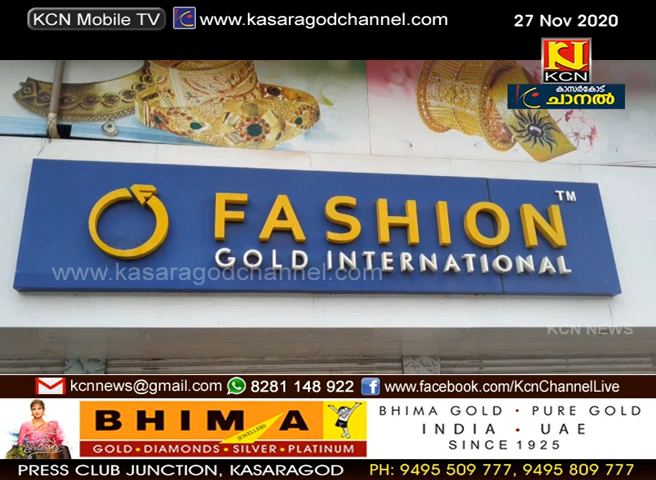 KCN Mobile TV www.kasaragodchannel.com
27 Nov 2020
KCN
കാസർകോട്
ചാനൽ
FASHION ™
GOLD INTERNATIONAL
www.kasaragodchannel.com
KCN NEWS
kcnnews@gmail.com 8281 148 922 www.facebook.com/KcnChannelLive
BHIMA
JEWELLERS
GOLD • DIAMONDS • SILVER • PLATINUM
BHIMA GOLD • PURE GOLD
INDIA • UAE
SINCE 1925
PRESS CLUB JUNCTION, KASARAGOD PH: 9495 509 777, 9495 809 777